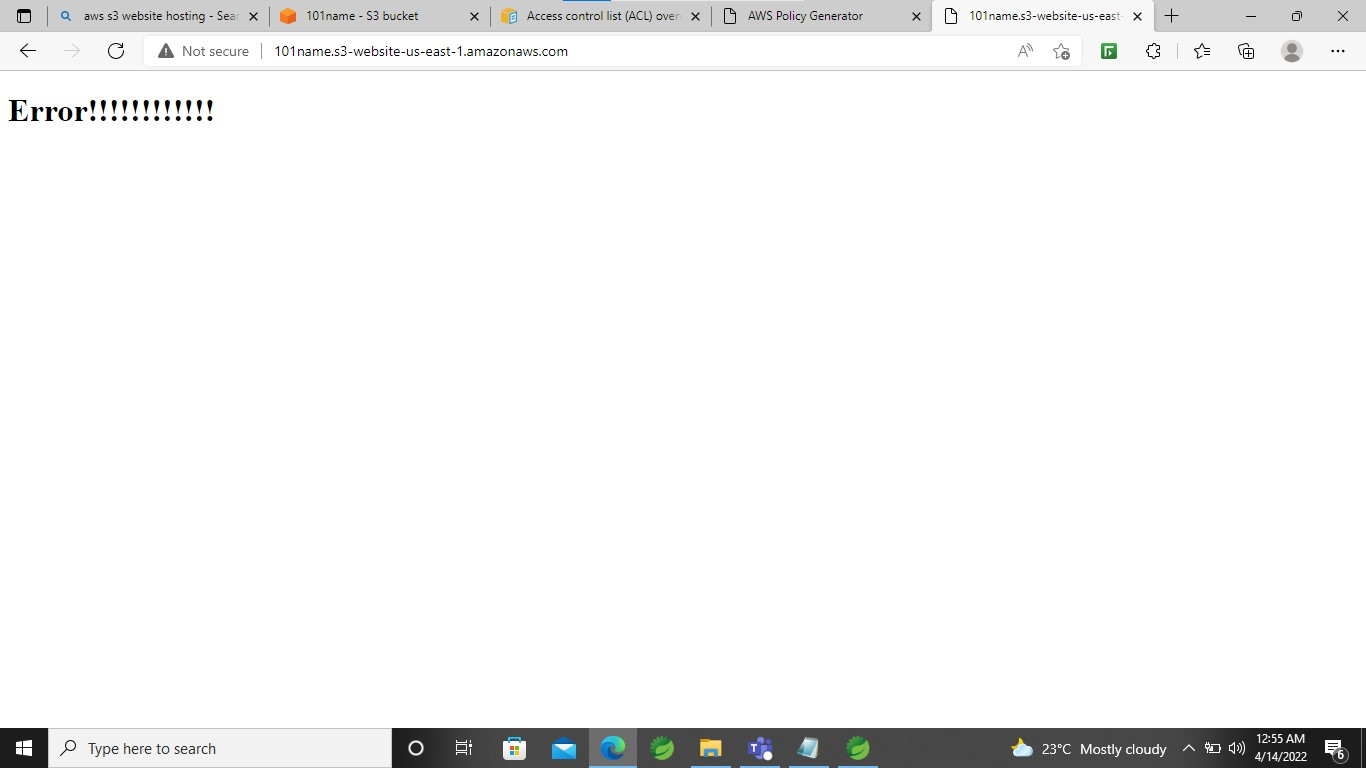 aws s3 website hosting - Sear
101name - S3 bucket
Access control list (ACL) over
AWS Policy Generator
101name.s3-website-us-east-
Not secure
101name.s3-website-us-east-1.amazonaws.com
Error!!!!!!!!!!!!
Type here to search
23°C Mostly cloudy
12:55 AM
4/14/2022
6